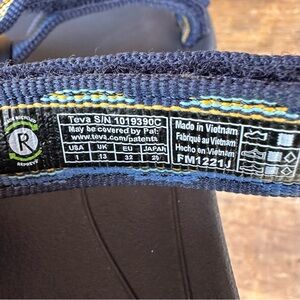 R
REPREVE
Teva S/N 1019390C
May be covered by Pat:
www.teva.com/patents
USA UK EU JAPAN
1 13 32 20
Made in Vietnam
Fabriqué au Vietnam
Hecho en Vietnam
FM1221J